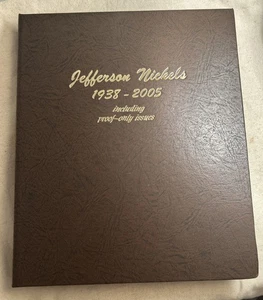 Jefferson Nickels
1938 - 2005
including
proof-only issues